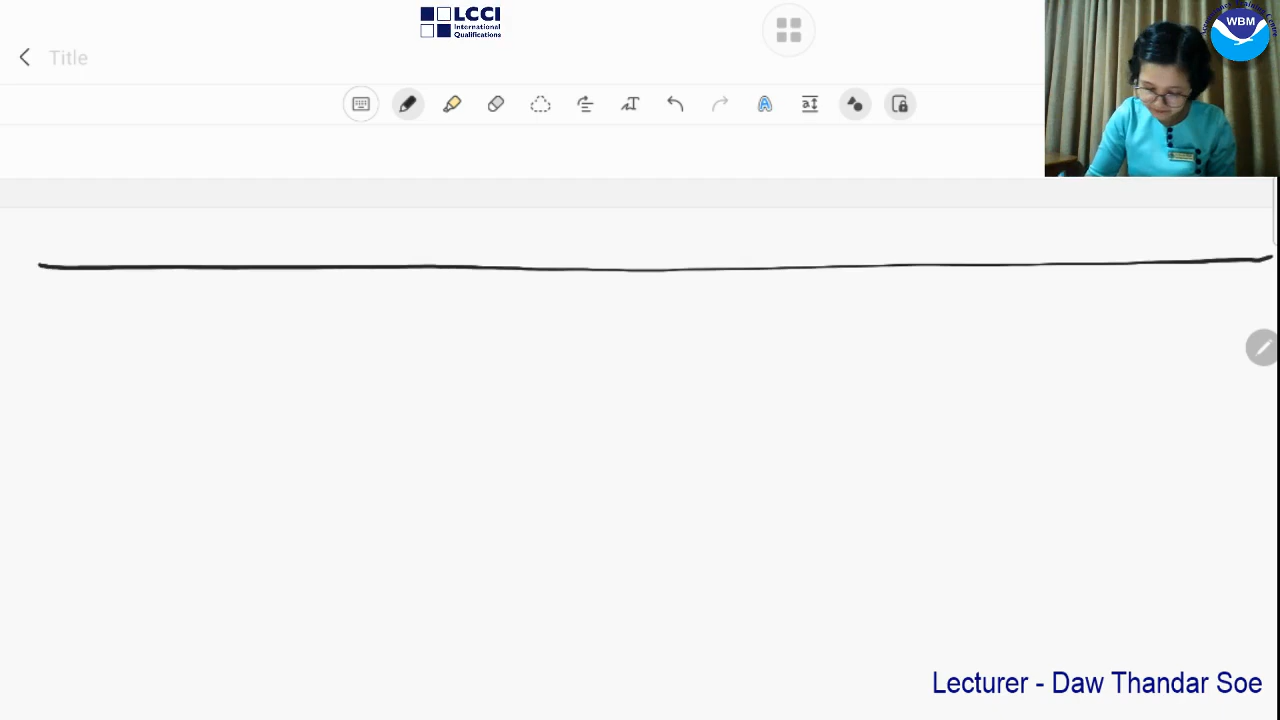 LCCI
International
Qualifications
WBM
Title
Lecturer - Daw Thandar Soe